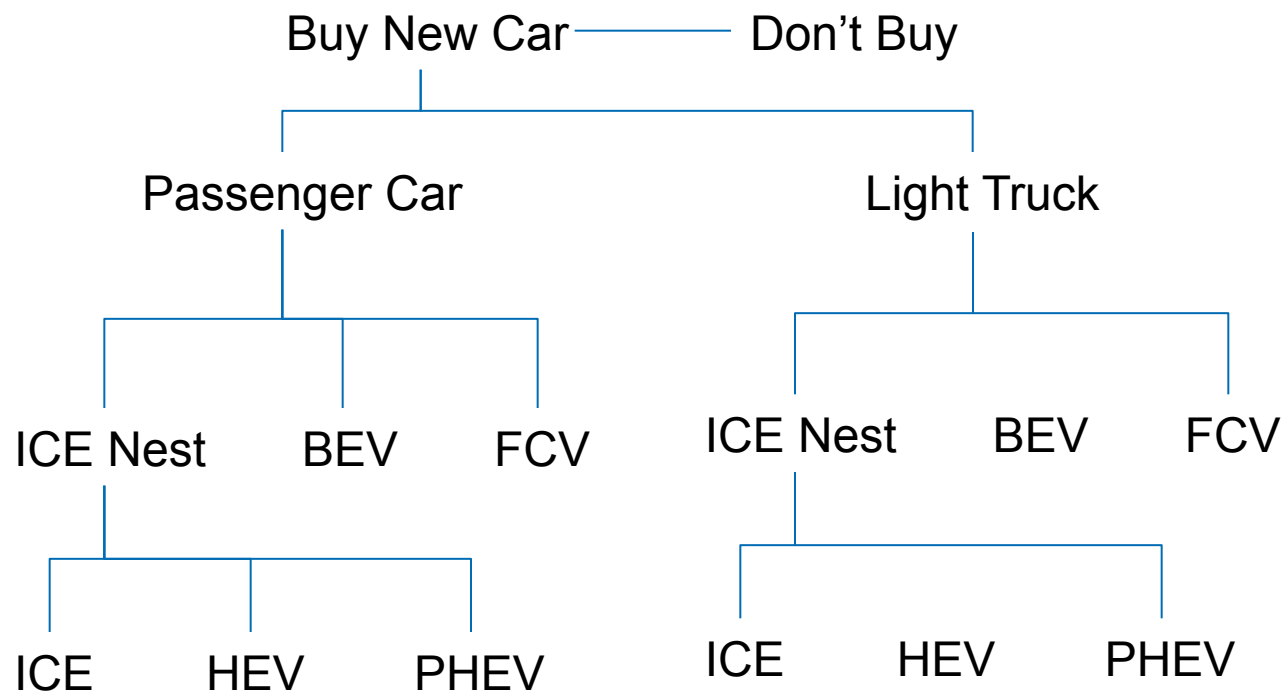 Buy New Car Don’t Buy
Passenger Car Light Truck
ICE Nest BEV FCV ICE Nest BEV FCV
ICE HEV PHEV ICE HEV PHEV